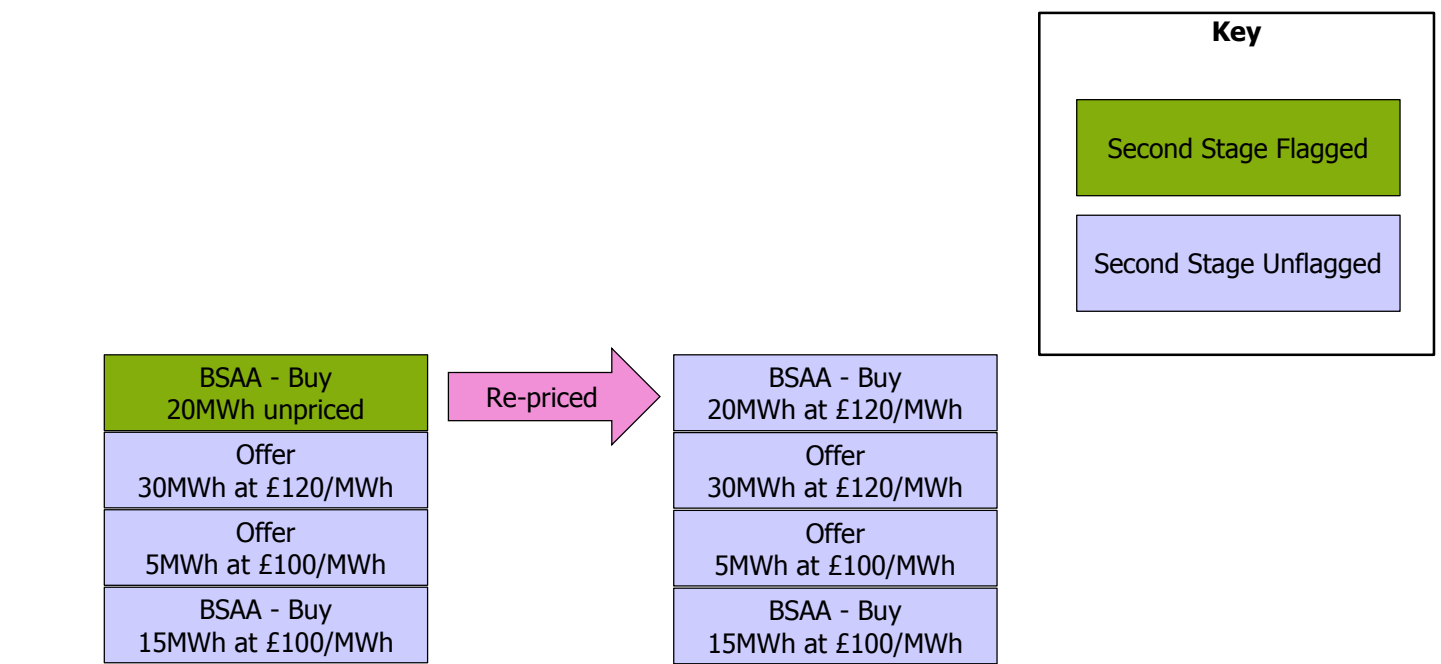 Key
Second Stage Flagged
Second Stage Unflagged
BSAA - Buy
20MWh unpriced
Offer
30MWh at £120/MWh
Offer
5MWh at £100/MWh
BSAA - Buy
15MWh at £100/MWh
Re-priced
BSAA - Buy
20MWh at £120/MWh
Offer
30MWh at £120/MWh
Offer
5MWh at £100/MWh
BSAA - Buy
15MWh at £100/MWh